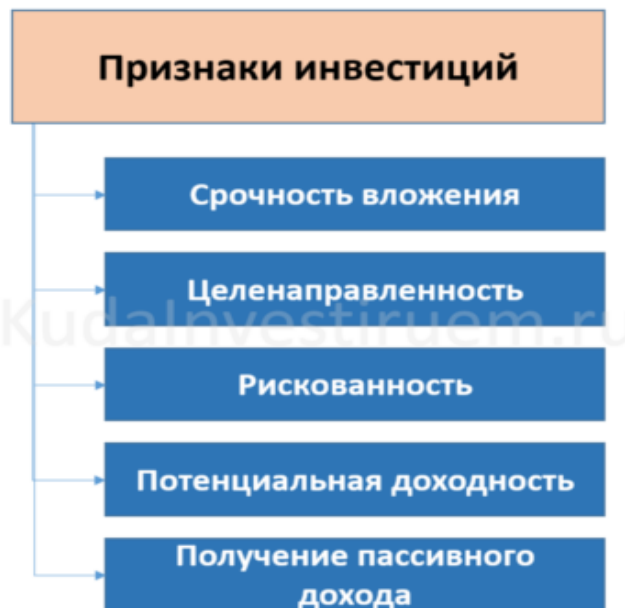 Признаки инвестиций
Срочность вложения
Целенаправленность
KudaInvestiruem.ru
Рискованность
Потенциальная доходность
Получение пассивного
дохода